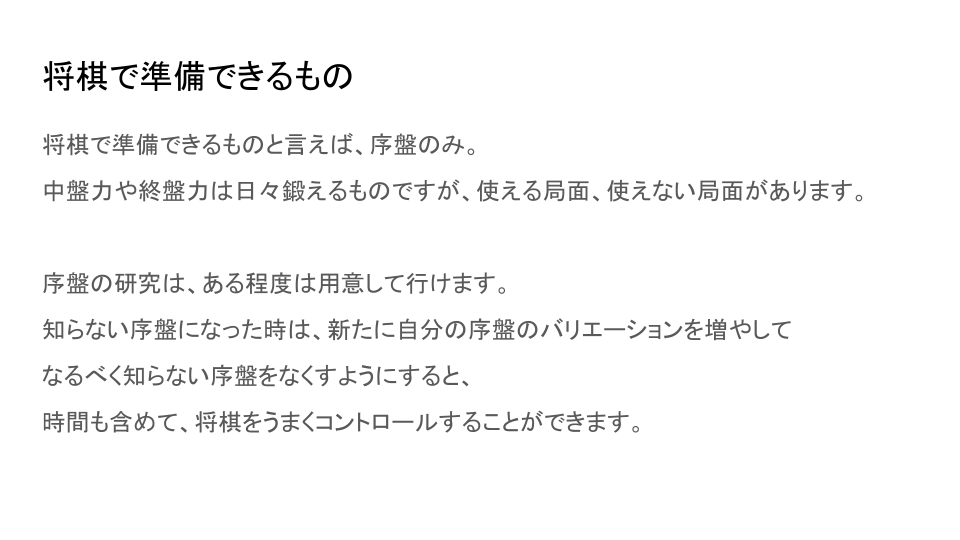 将棋で準備できるもの
将棋で準備できるものと言えば、序盤のみ。
中盤力や終盤力は日々鍛えるものですが、使える局面、使えない局面があります。
序盤の研究は、ある程度は用意して行けます。
知らない序盤になった時は、新たに自分の序盤のバリエーションを増やして
なるべく知らない序盤をなくすようにすると、
時間も含めて、将棋をうまくコントロールすることができます。